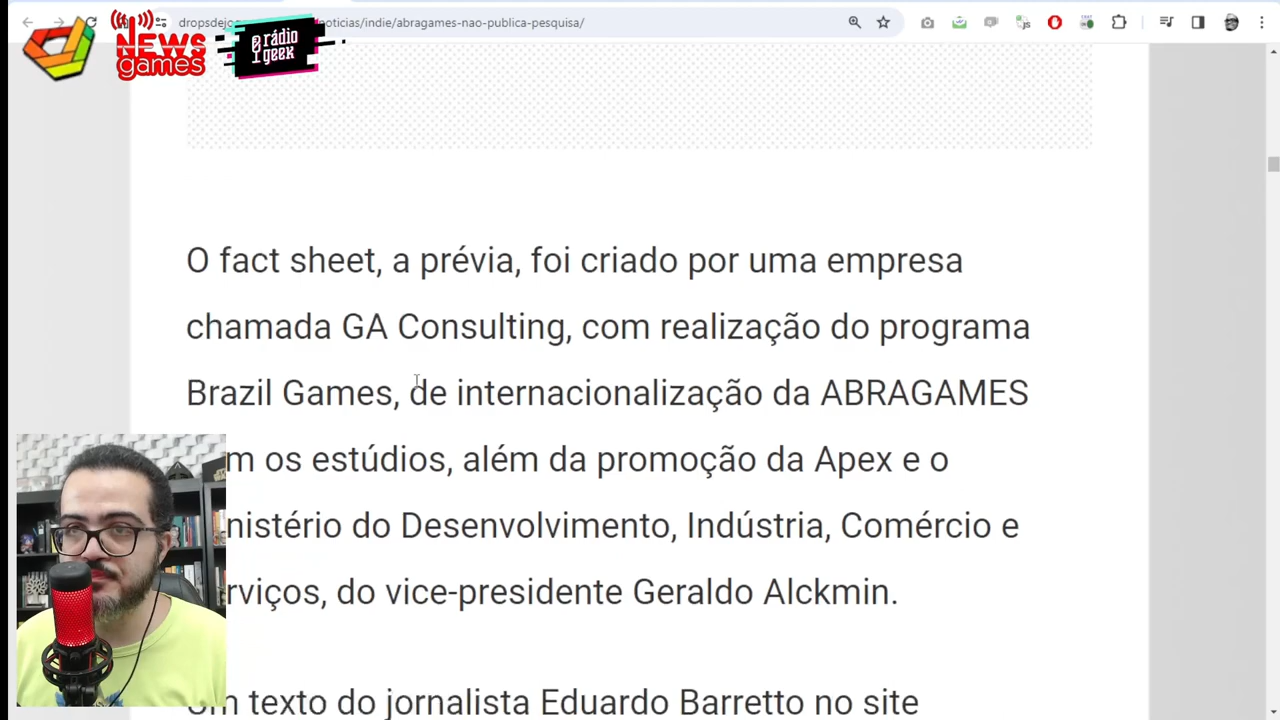 dropsdejo
noticias/indie/abragames-nao-publica-pesquisa/
NEWS
games
rádio
geek
O fact sheet, a prévia, foi criado por uma empresa
chamada GA Consulting, com realização do programa
Brazil Games, de internacionalização da ABRAGAMES
m os estúdios, além da promoção da Apex e o
nistério do Desenvolvimento, Indústria, Comércio e
rviços, do vice-presidente Geraldo Alckmin.
Um texto do jornalista Eduardo Barretto no site